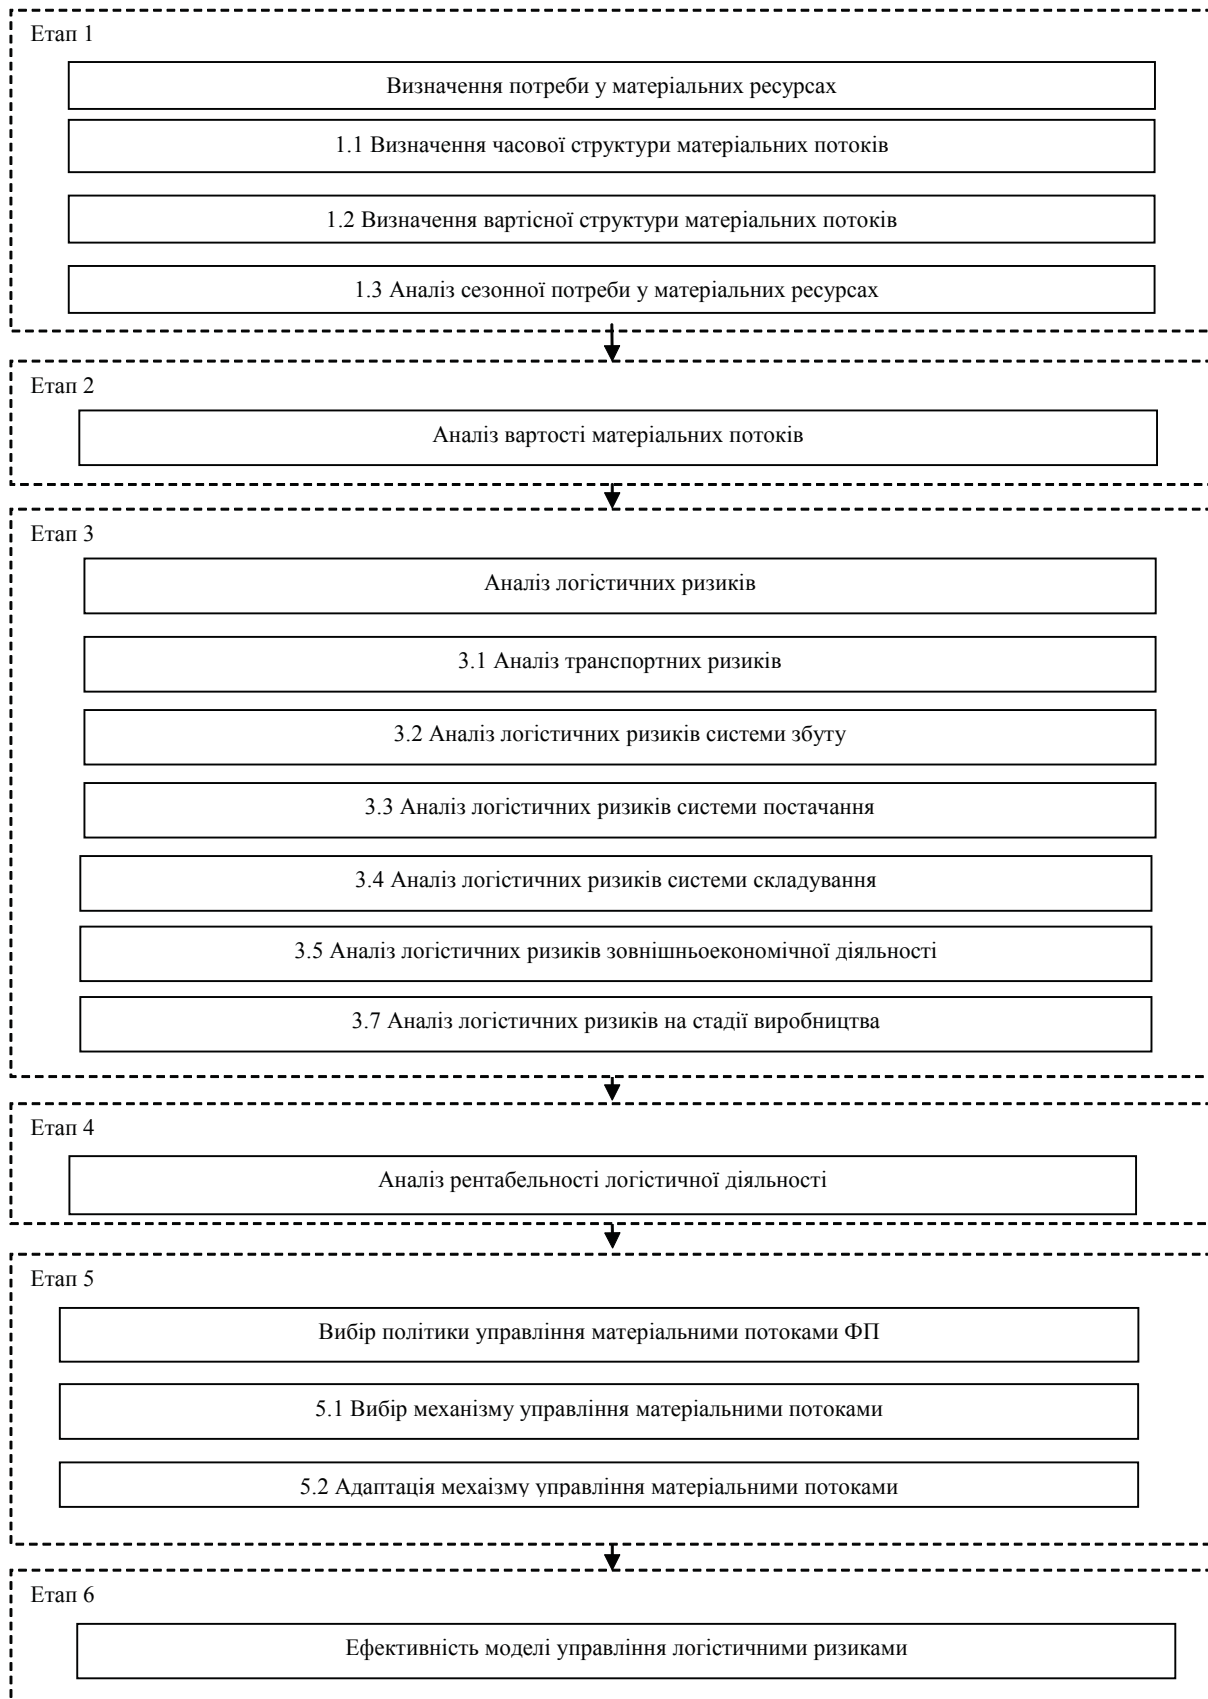 Етап 1
Визначення потреби у матеріальних ресурсах
1.1 Визначення часової структури матеріальних потоків
1.2 Визначення вартісної структури матеріальних потоків
1.3 Аналіз сезонної потреби у матеріальних ресурсах
Етап 2
Аналіз вартості матеріальних потоків
Етап 3
Аналіз логістичних ризиків
3.1 Аналіз транспортних ризиків
3.2 Аналіз логістичних ризиків системи збуту
3.3 Аналіз логістичних ризиків системи постачання
3.4 Аналіз логістичних ризиків системи складування
3.5 Аналіз логістичних ризиків зовнішньоекономічної діяльності
3.7 Аналіз логістичних ризиків на стадії виробництва
Етап 4
Аналіз рентабельності логістичної діяльності
Етап 5
Вибір політики управління матеріальними потоками ФП
5.1 Вибір механізму управління матеріальними потоками
5.2 Адаптація мехаізму управління матеріальними потоками
Етап 6
Ефективність моделі управління логістичними ризиками